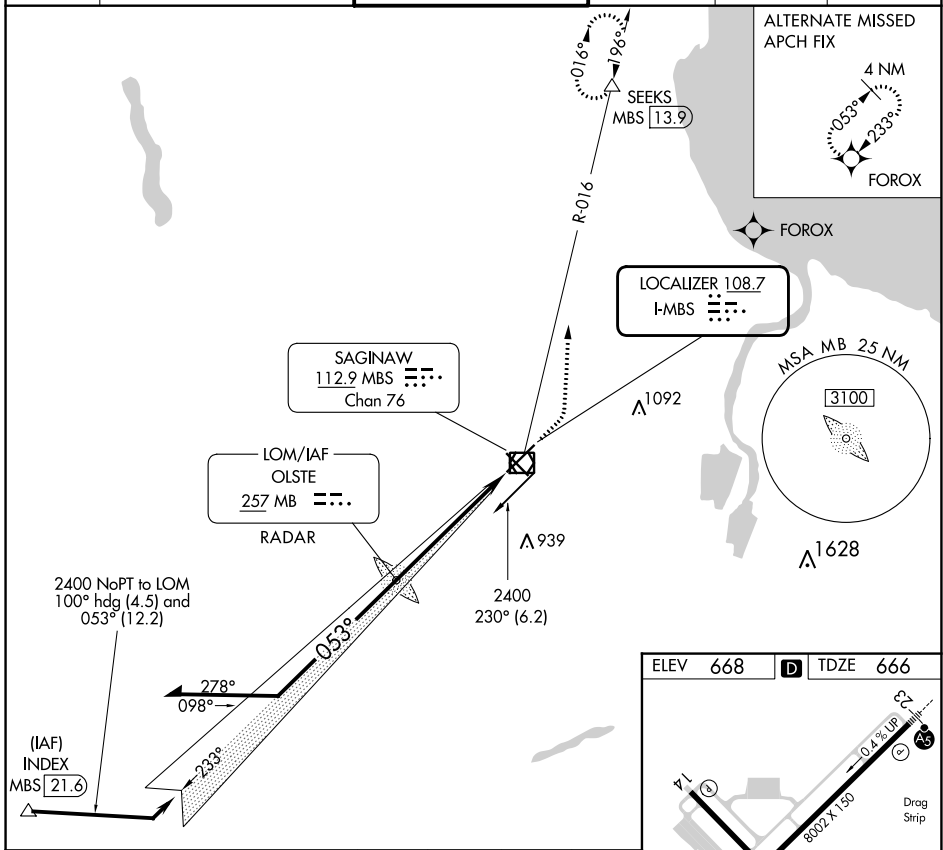 ALTERNATE MISSED
APCH FIX
4 NM
053°
233°
FOROX
016°
196°
SEEKS
MBS 13.9
R-016
FOROX
LOCALIZER 108.7
I-MBS
MSA MB 25 NM
3100
SAGINAW
112.9 MBS
Chan 76
1092
LOM/IAF
OLSTE
257 MB
RADAR
939
1628
2400
230° (6.2)
2400 NoPT to LOM
100° hdg (4.5) and
053° (12.2)
053°
278°
098°
233°
(IAF)
INDEX
MBS 21.6
ELEV 668 D TDZE 666
23
0.4 % UP
A5
P
14
P
8002 X 150
Drag
Strip